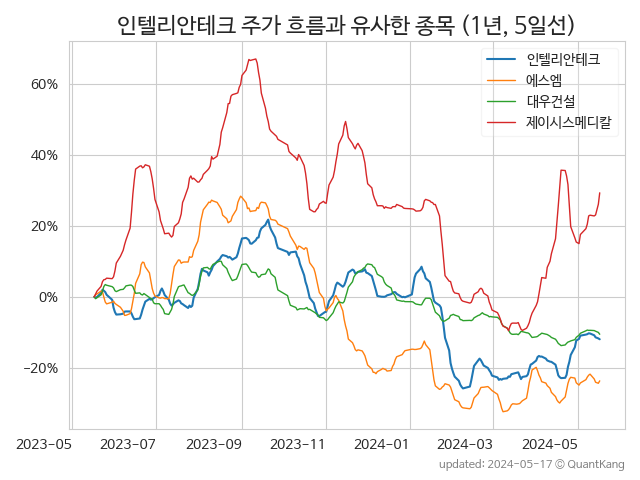 인텔리안테크 주가 흐름과 유사한 종목 (1년, 5일선)
인텔리안테크
에스엠
대우건설
제이시스메디칼
60%
40%
20%
0%
−20%
2023-05 2023-07 2023-09 2023-11 2024-01 2024-03 2024-05
updated: 2024-05-17 © QuantKang